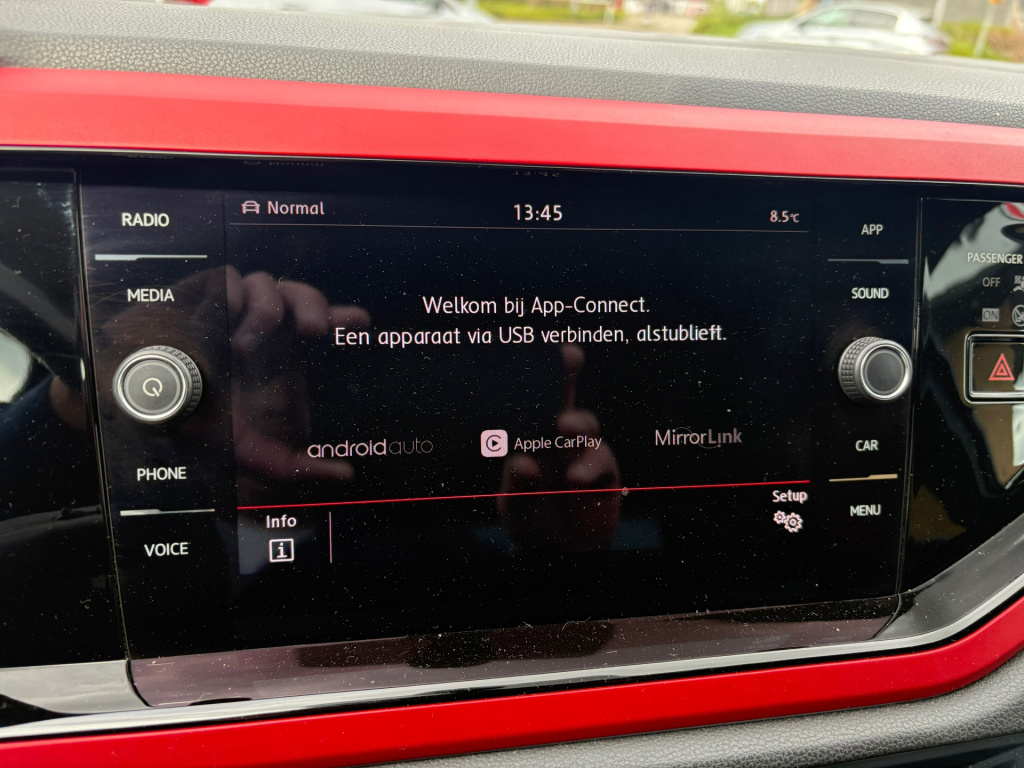 RADIO
MEDIA
PHONE
VOICE
Normal
13:45
8.5°C
Welkom bij App-Connect.
Een apparaat via USB verbinden, alstublieft.
androidauto
Apple CarPlay
MirrorLink
Info
i
Setup
APP
SOUND
CAR
MENU
PASSENGER
OFF
ON